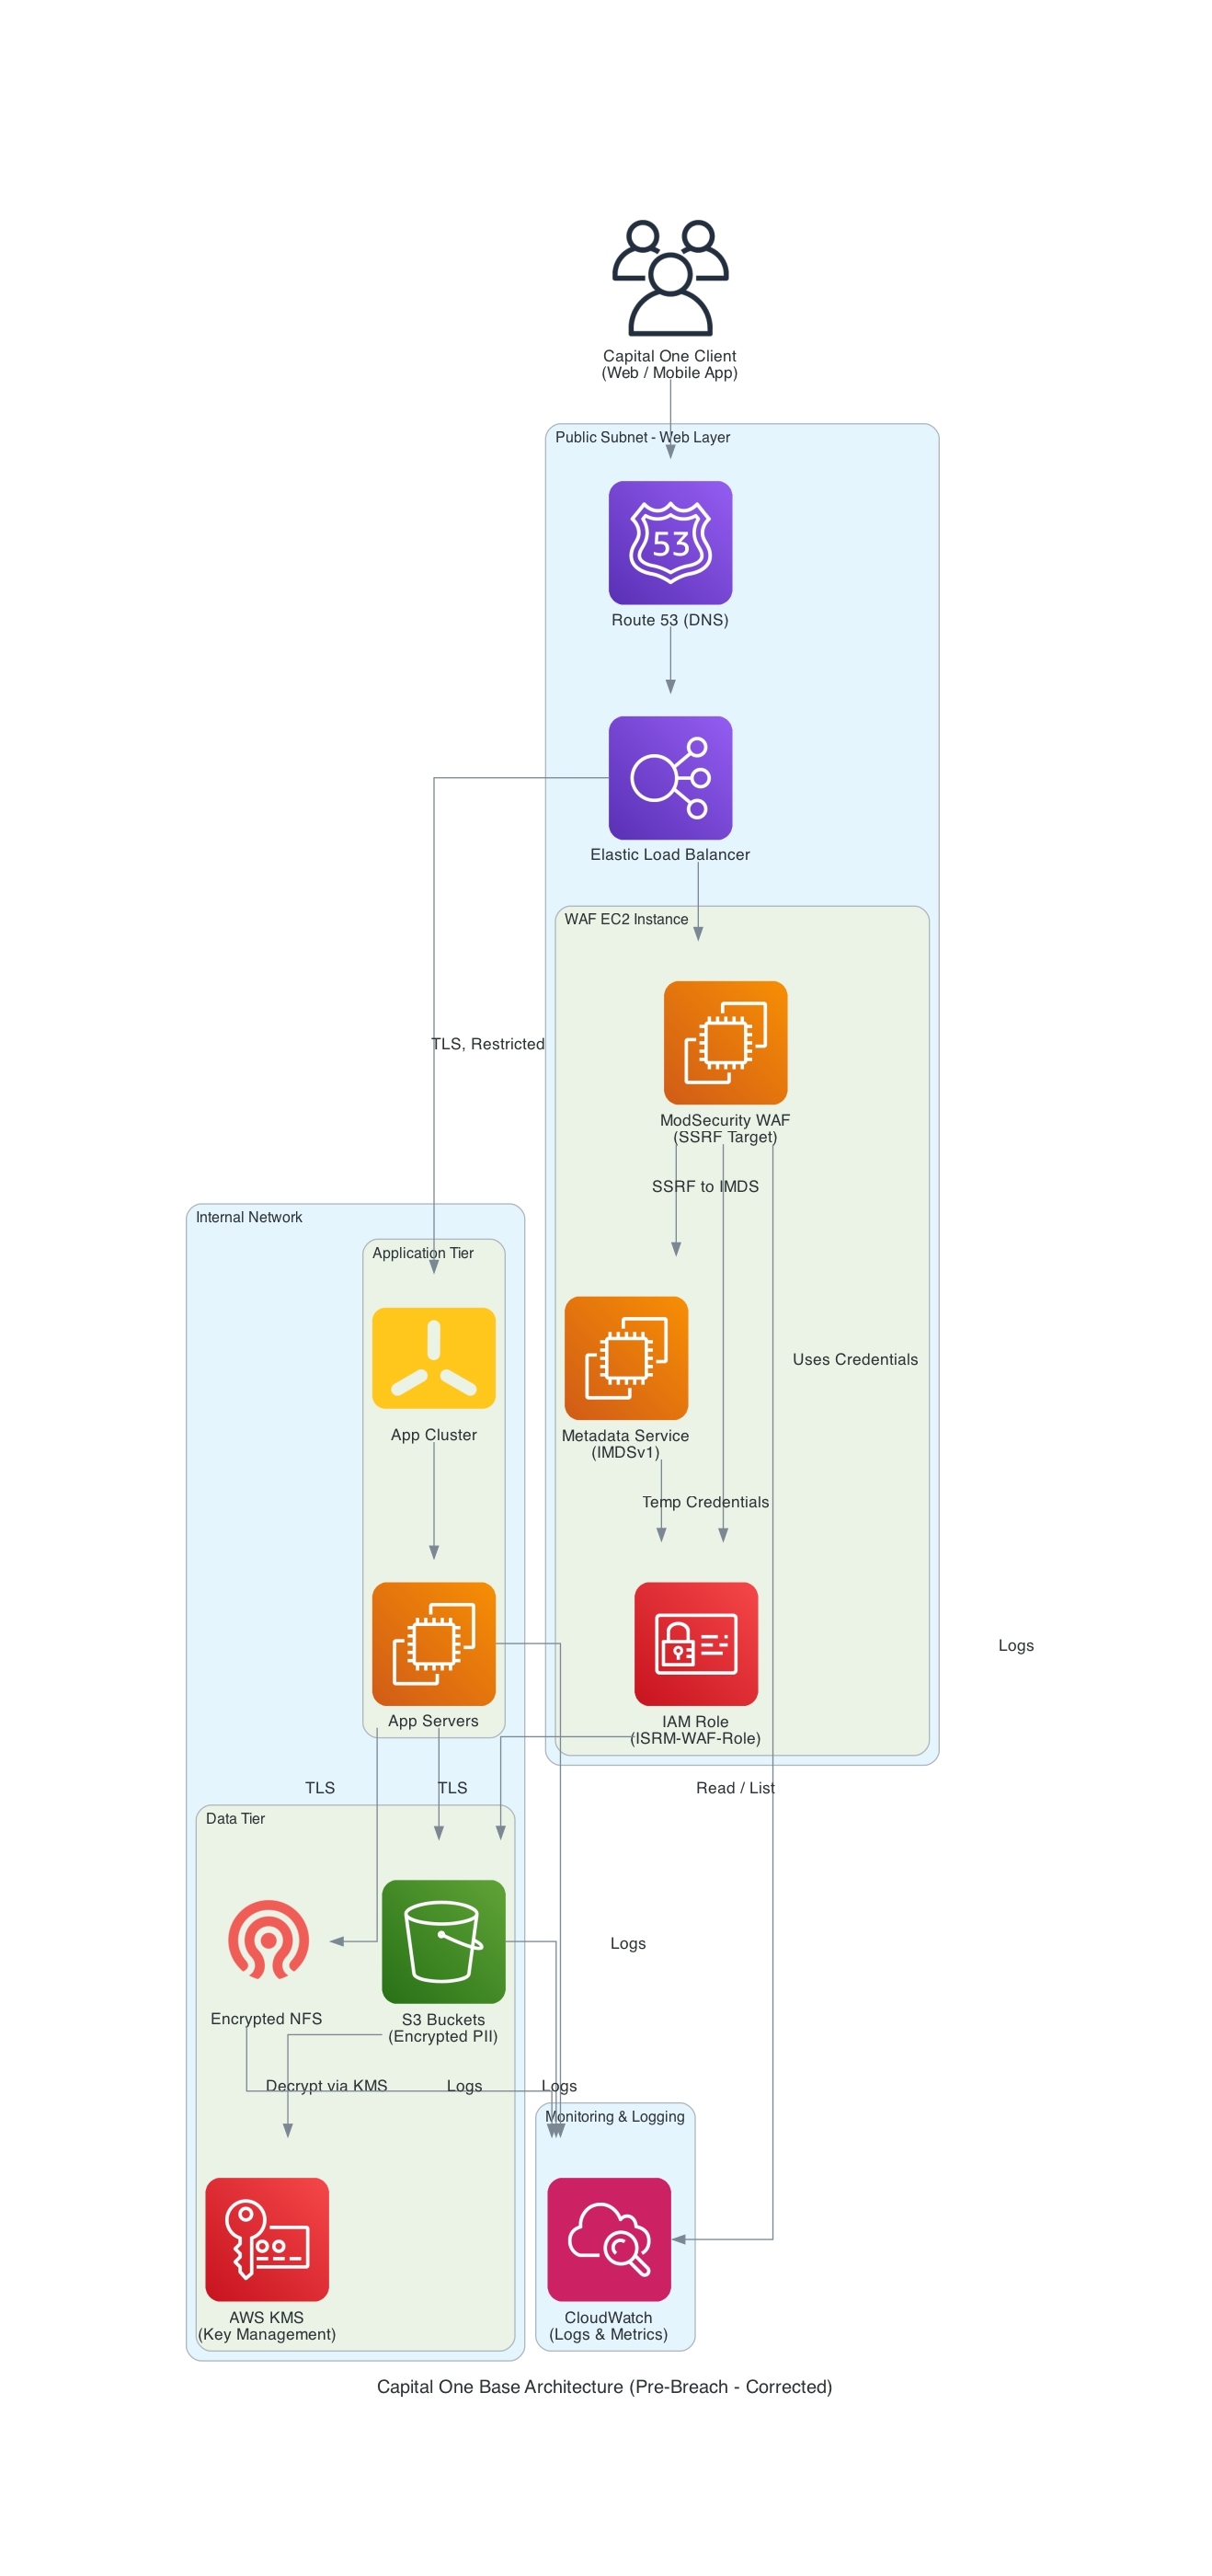 Capital One Client
(Web / Mobile App)
Public Subnet - Web Layer
53
Route 53 (DNS)
Elastic Load Balancer
WAF EC2 Instance
TLS, Restricted
ModSecurity WAF
(SSRF Target)
SSRF to IMDS
Internal Network
Application Tier
Uses Credentials
App Cluster
Metadata Service
(IMDSv1)
Temp Credentials
Logs
App Servers
IAM Role
(ISRM-WAF-Role)
TLS
TLS
Read / List
Data Tier
Logs
Encrypted NFS
S3 Buckets
(Encrypted PII)
Decrypt via KMS
Logs
Logs
Monitoring & Logging
AWS KMS
(Key Management)
CloudWatch
(Logs & Metrics)
Capital One Base Architecture (Pre-Breach - Corrected)